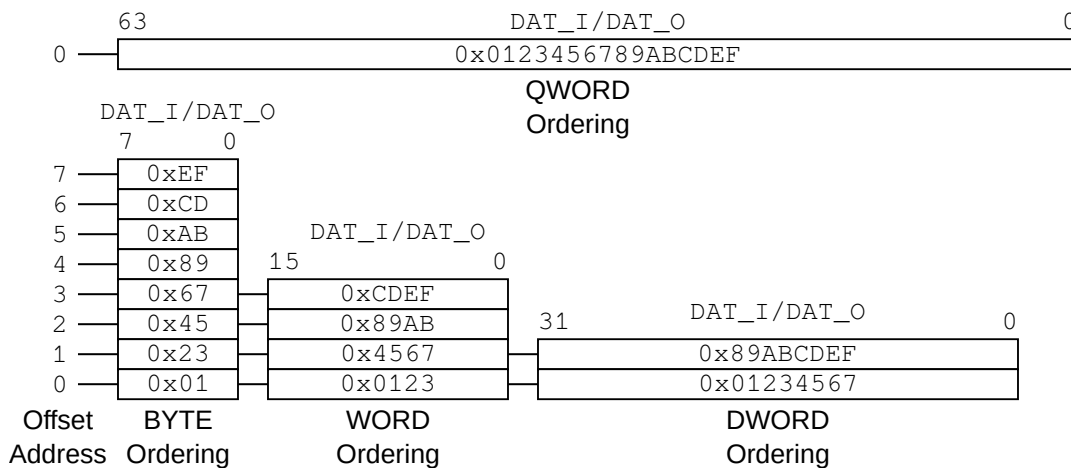 63 DAT_I/DAT_O 0
0 0x0123456789ABCDEF
QWORD
Ordering
DAT_I/DAT_O
7 0
7 0xEF
6 0xCD
5 0xAB DAT_I/DAT_O
4 0x89 15 0
3 0x67 0xCDEF DAT_I/DAT_O
2 0x45 0x89AB 31 0
1 0x23 0x4567 0x89ABCDEF
0 0x01 0x0123 0x01234567
Offset BYTE WORD DWORD
Address Ordering Ordering Ordering